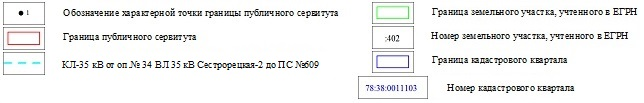 1 Обозначение характерной точки границы публичного сервитута
Граница публичного сервитута
КЛ-35 кВ от оп.№ 34 ВЛ 35 кВ Сестрорецкая-2 до ПС №609
Граница земельного участка, учтенного в ЕГРН
:402 Номер земельного участка, учтенного в ЕГРН
Граница кадастрового квартала
78:38:0011103 Номер кадастрового квартала